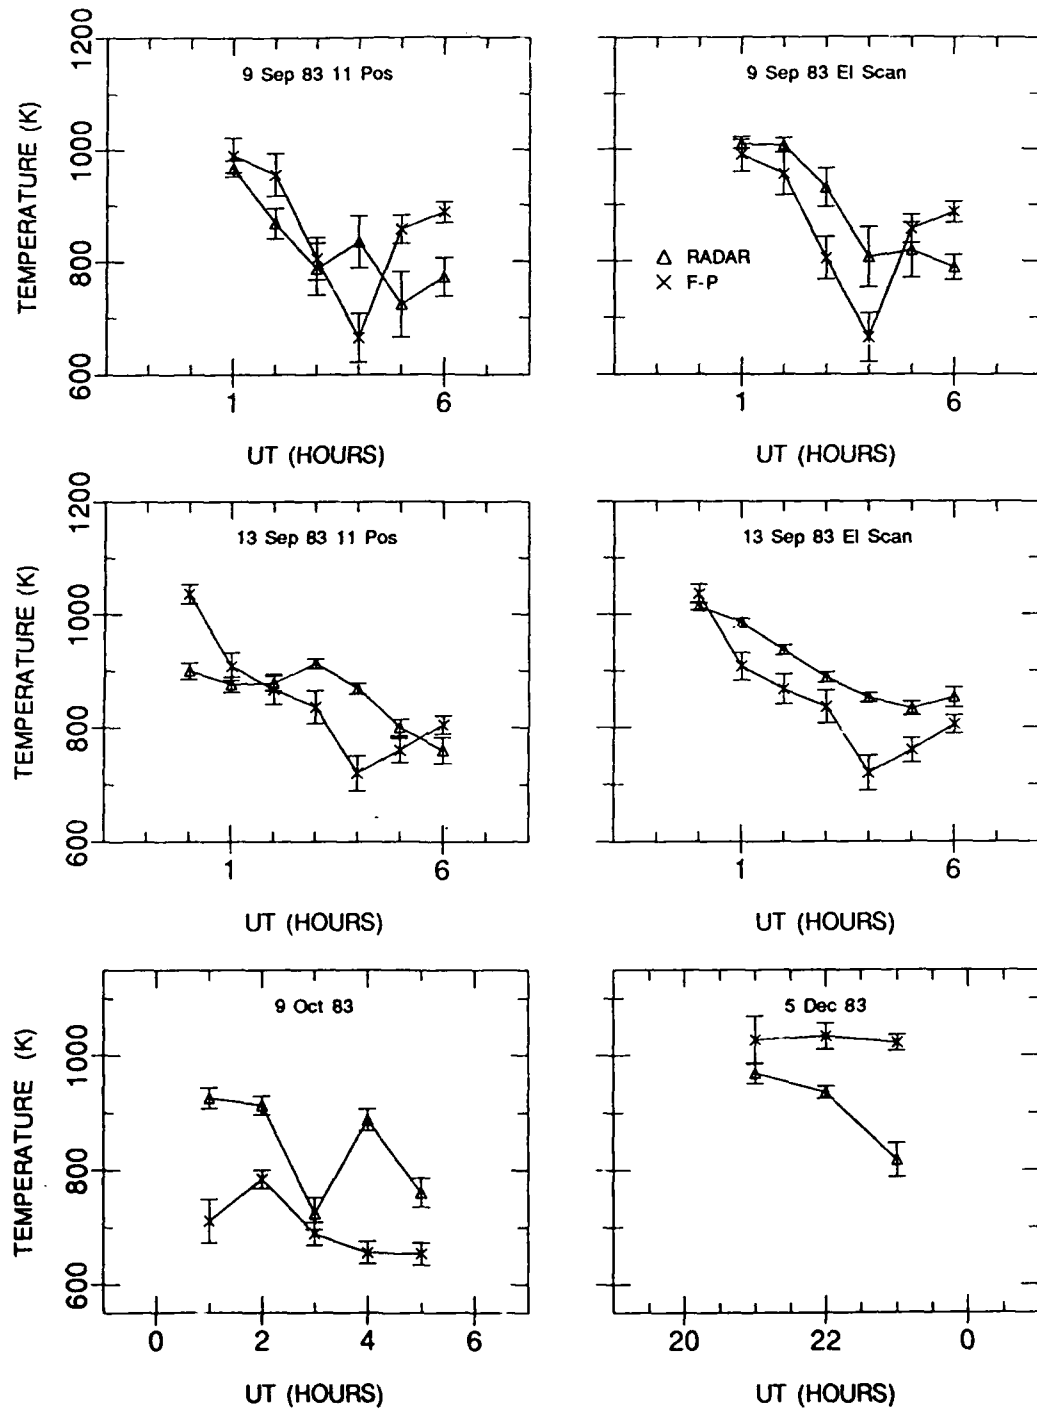 9 Sep 83 11 Pos
TEMPERATURE (K)
1200
1000
800
600
1 6
UT (HOURS)
9 Sep 83 El Scan
RADAR
F-P
1 6
UT (HOURS)
13 Sep 83 11 Pos
TEMPERATURE (K)
1200
1000
800
600
1 6
UT (HOURS)
13 Sep 83 El Scan
1 6
UT (HOURS)
9 Oct 83
TEMPERATURE (K)
1000
800
600
0 2 4 6
UT (HOURS)
5 Dec 83
20 22 0
UT (HOURS)